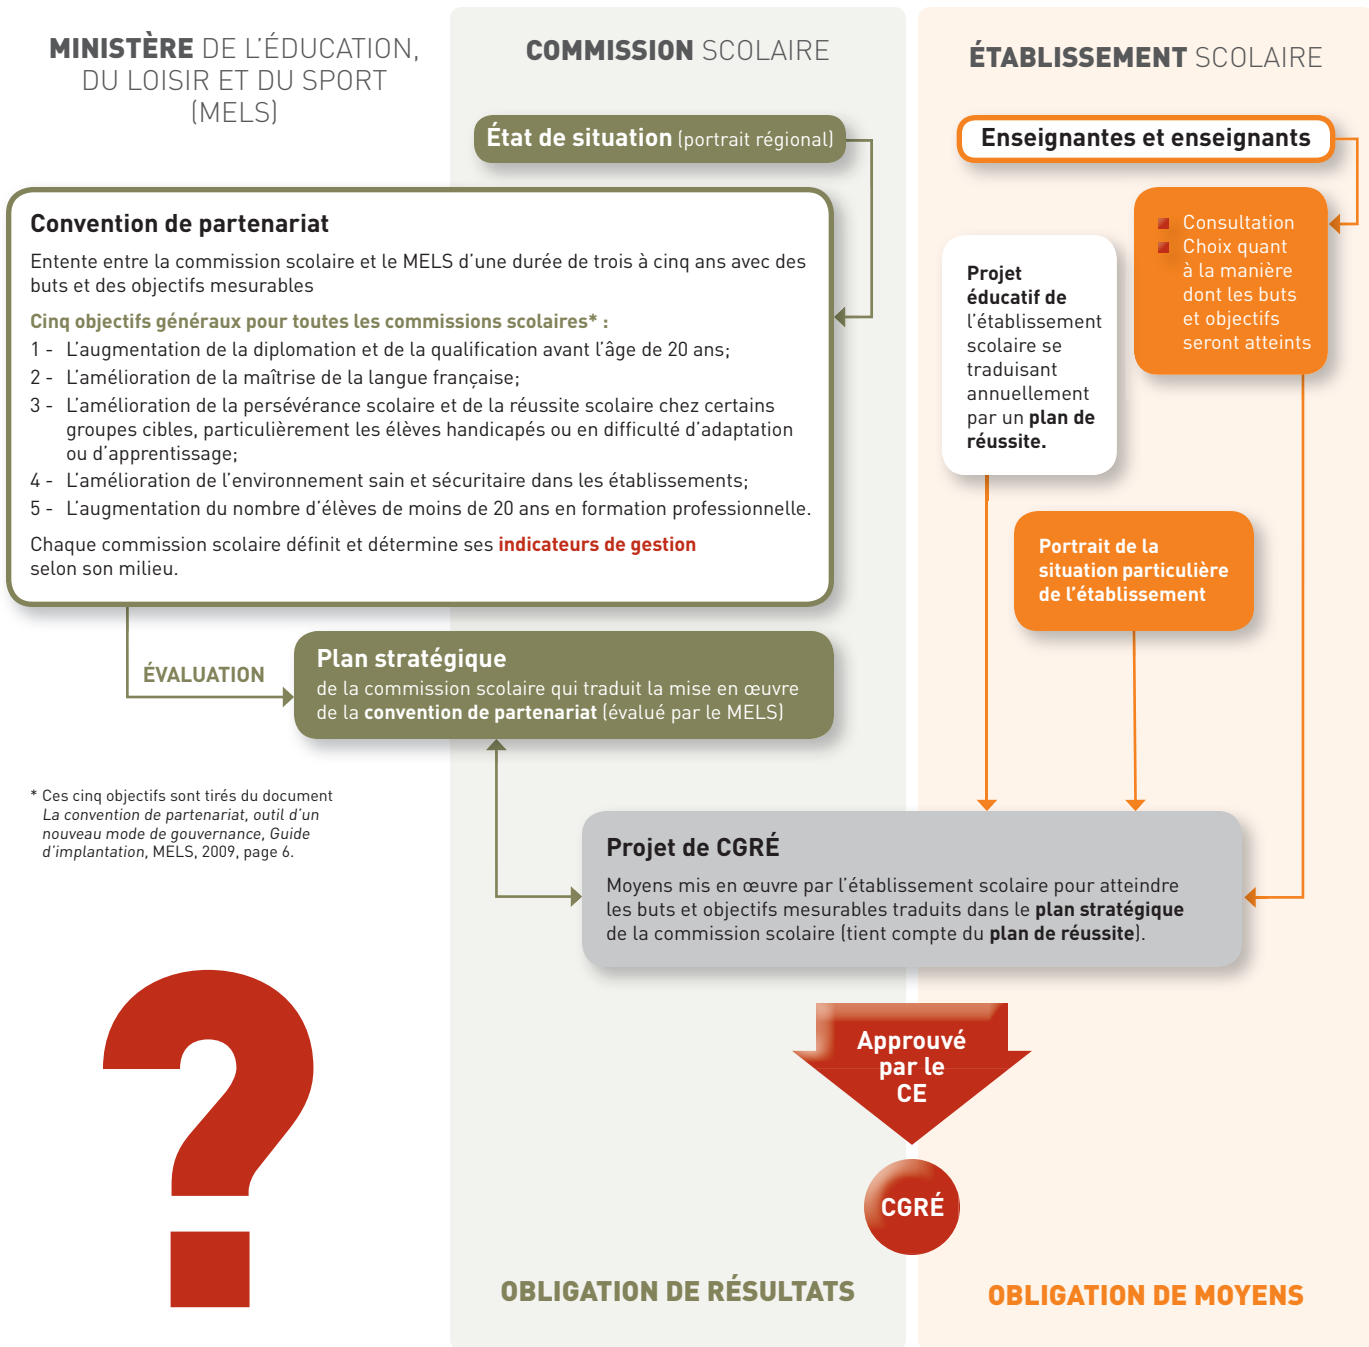 MINISTÈRE DE L’ÉDUCATION,
DU LOISIR ET DU SPORT
(MELS)
COMMISSION SCOLAIRE
ÉTABLISSEMENT SCOLAIRE
État de situation (portrait régional)
Enseignantes et enseignants
Convention de partenariat
Entente entre la commission scolaire et le MELS d’une durée de trois à cinq ans avec des
buts et des objectifs mesurables
Cinq objectifs généraux pour toutes les commissions scolaires* :
1 - L’augmentation de la diplomation et de la qualification avant l’âge de 20 ans;
2 - L’amélioration de la maîtrise de la langue française;
3 - L’amélioration de la persévérance scolaire et de la réussite scolaire chez certains
groupes cibles, particulièrement les élèves handicapés ou en difficulté d’adaptation
ou d’apprentissage;
4 - L’amélioration de l’environnement sain et sécuritaire dans les établissements;
5 - L’augmentation du nombre d’élèves de moins de 20 ans en formation professionnelle.
Chaque commission scolaire définit et détermine ses indicateurs de gestion
selon son milieu.
Consultation
Choix quant
à la manière
dont les buts
et objectifs
seront atteints
Projet
éducatif de
l’établissement
scolaire se
traduisant
annuellement
par un plan de
réussite.
Portrait de la
situation particulière
de l’établissement
ÉVALUATION
Plan stratégique
de la commission scolaire qui traduit la mise en œuvre
de la convention de partenariat (évalué par le MELS)
* Ces cinq objectifs sont tirés du document
La convention de partenariat, outil d’un
nouveau mode de gouvernance, Guide
d’implantation, MELS, 2009, page 6.
Projet de CGRÉ
Moyens mis en œuvre par l’établissement scolaire pour atteindre
les buts et objectifs mesurables traduits dans le plan stratégique
de la commission scolaire (tient compte du plan de réussite).
?
Approuvé
par le
CE
CGRÉ
OBLIGATION DE RÉSULTATS
OBLIGATION DE MOYENS